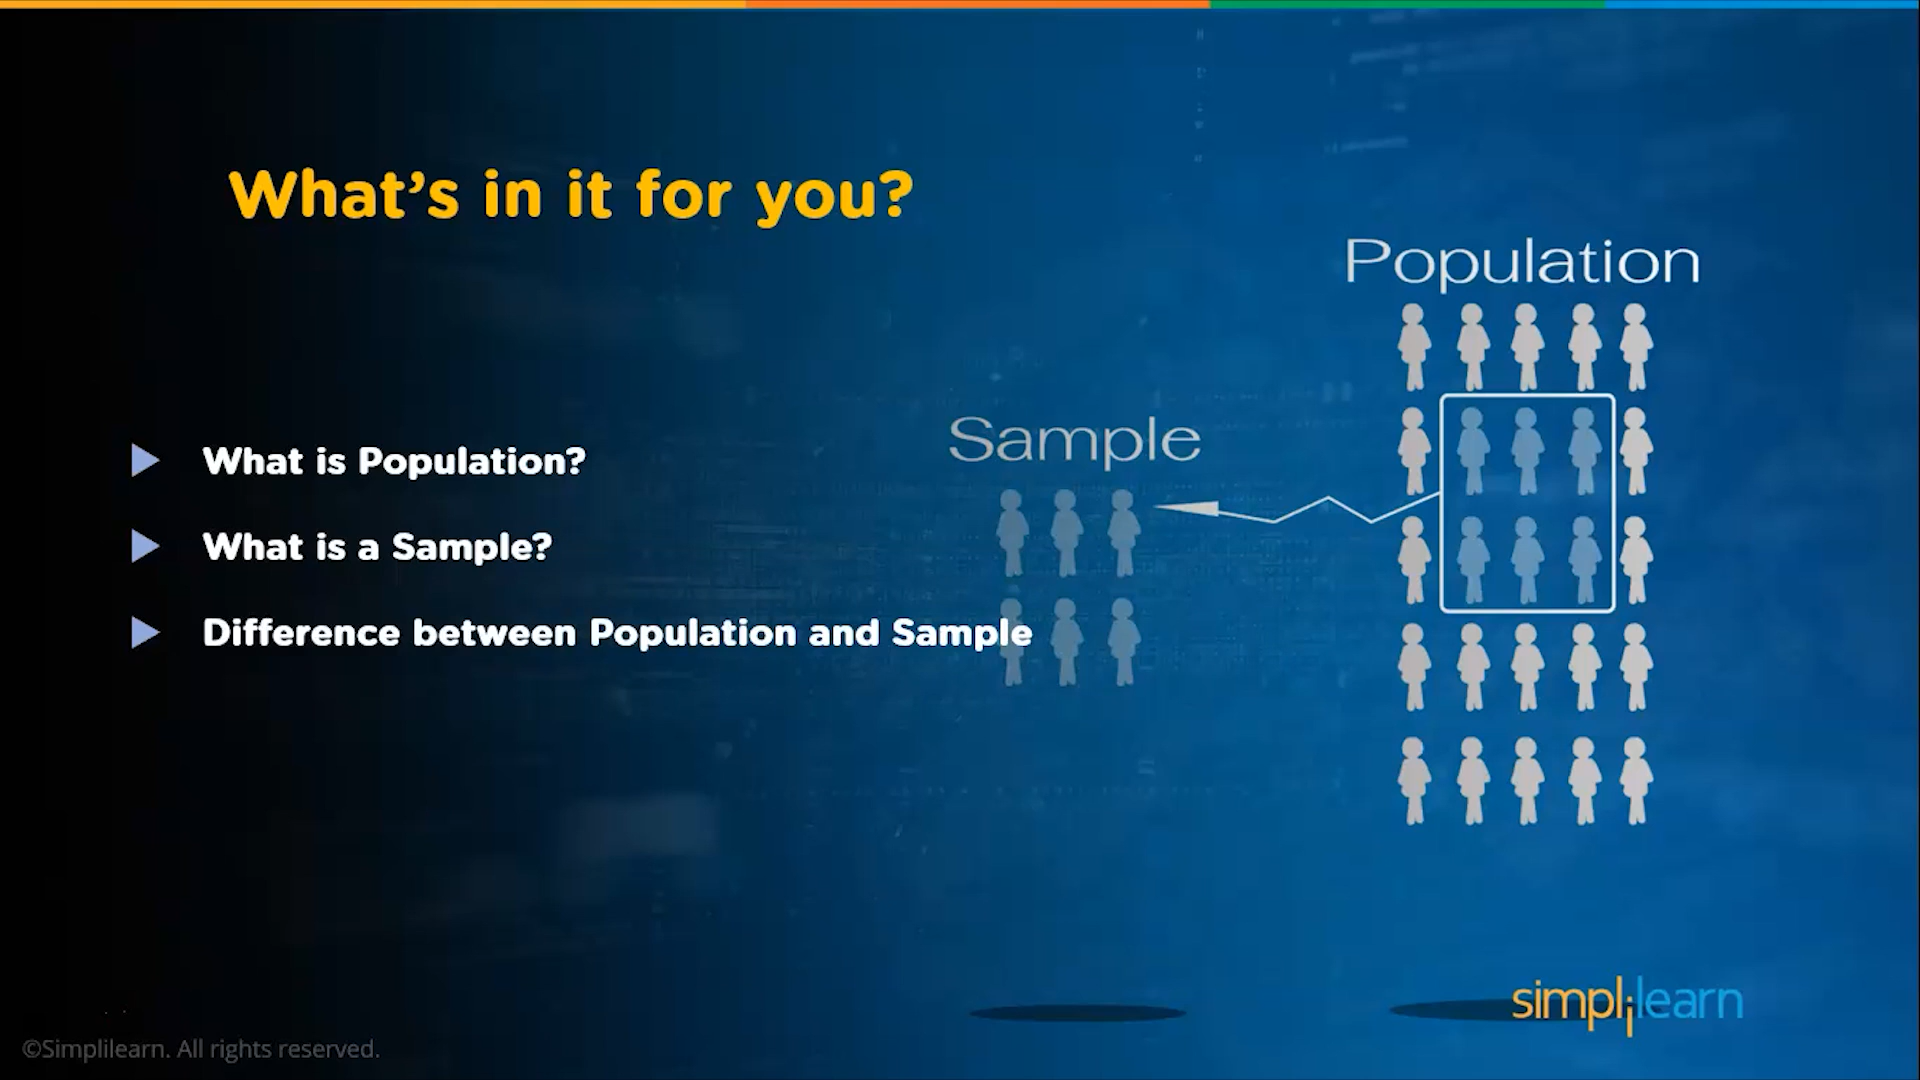 What's in it for you?
Population
Sample
What is Population?
What is a Sample?
Difference between Population and Sample
simplilearn
©Simplilearn. All rights reserved.